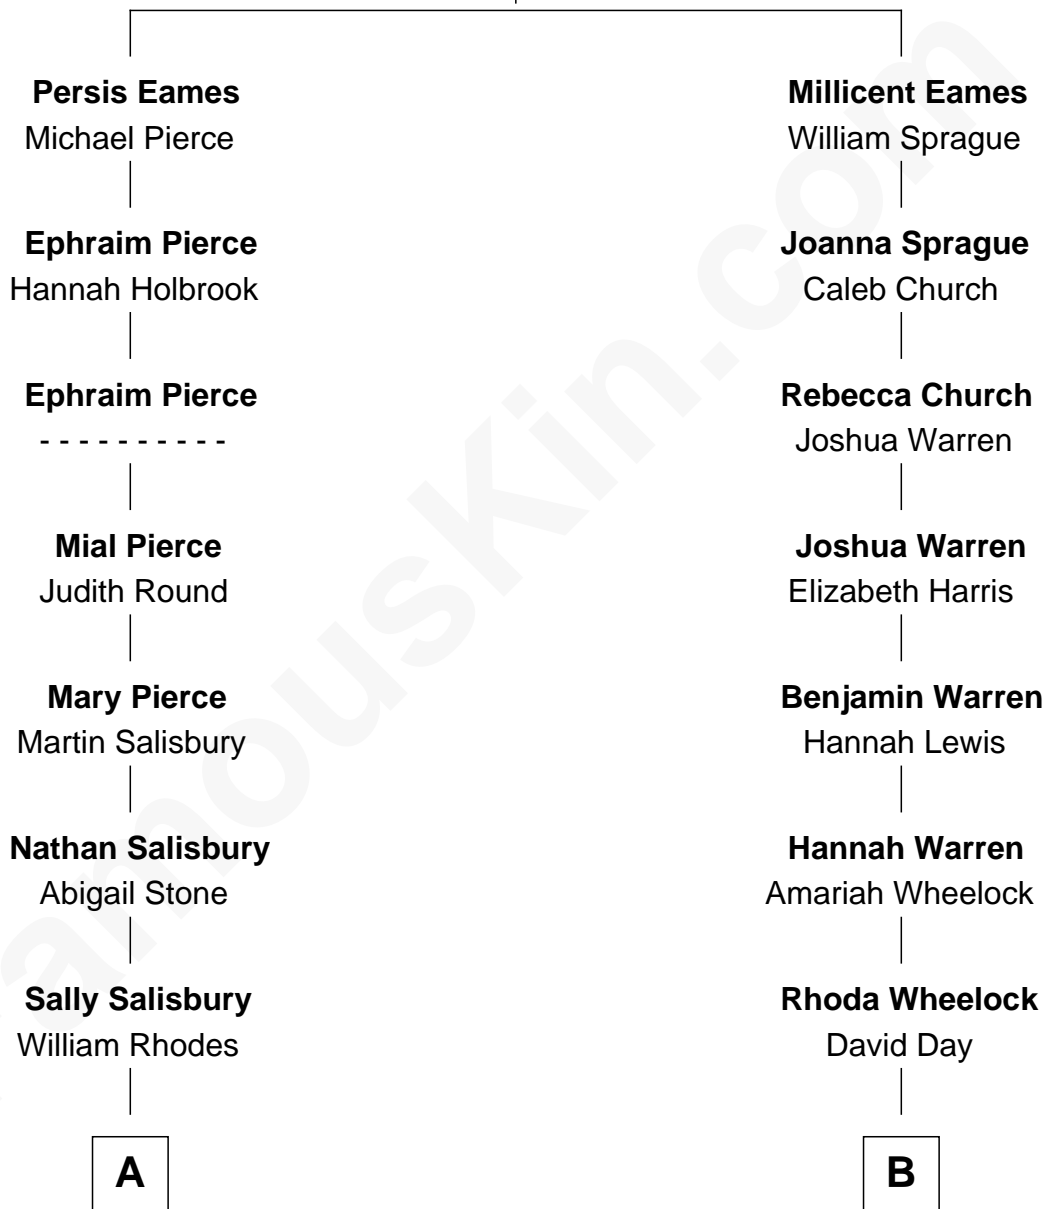 Persis Eames
Michael Pierce
Ephraim Pierce
Hannah Holbrook
Ephraim Pierce
- - - - - - - - - -
Mial Pierce
Judith Round
Mary Pierce
Martin Salisbury
Nathan Salisbury
Abigail Stone
Sally Salisbury
William Rhodes
A
Millicent Eames
William Sprague
Joanna Sprague
Caleb Church
Rebecca Church
Joshua Warren
Joshua Warren
Elizabeth Harris
Benjamin Warren
Hannah Lewis
Hannah Warren
Amariah Wheelock
Rhoda Wheelock
David Day
B
famouskin.com